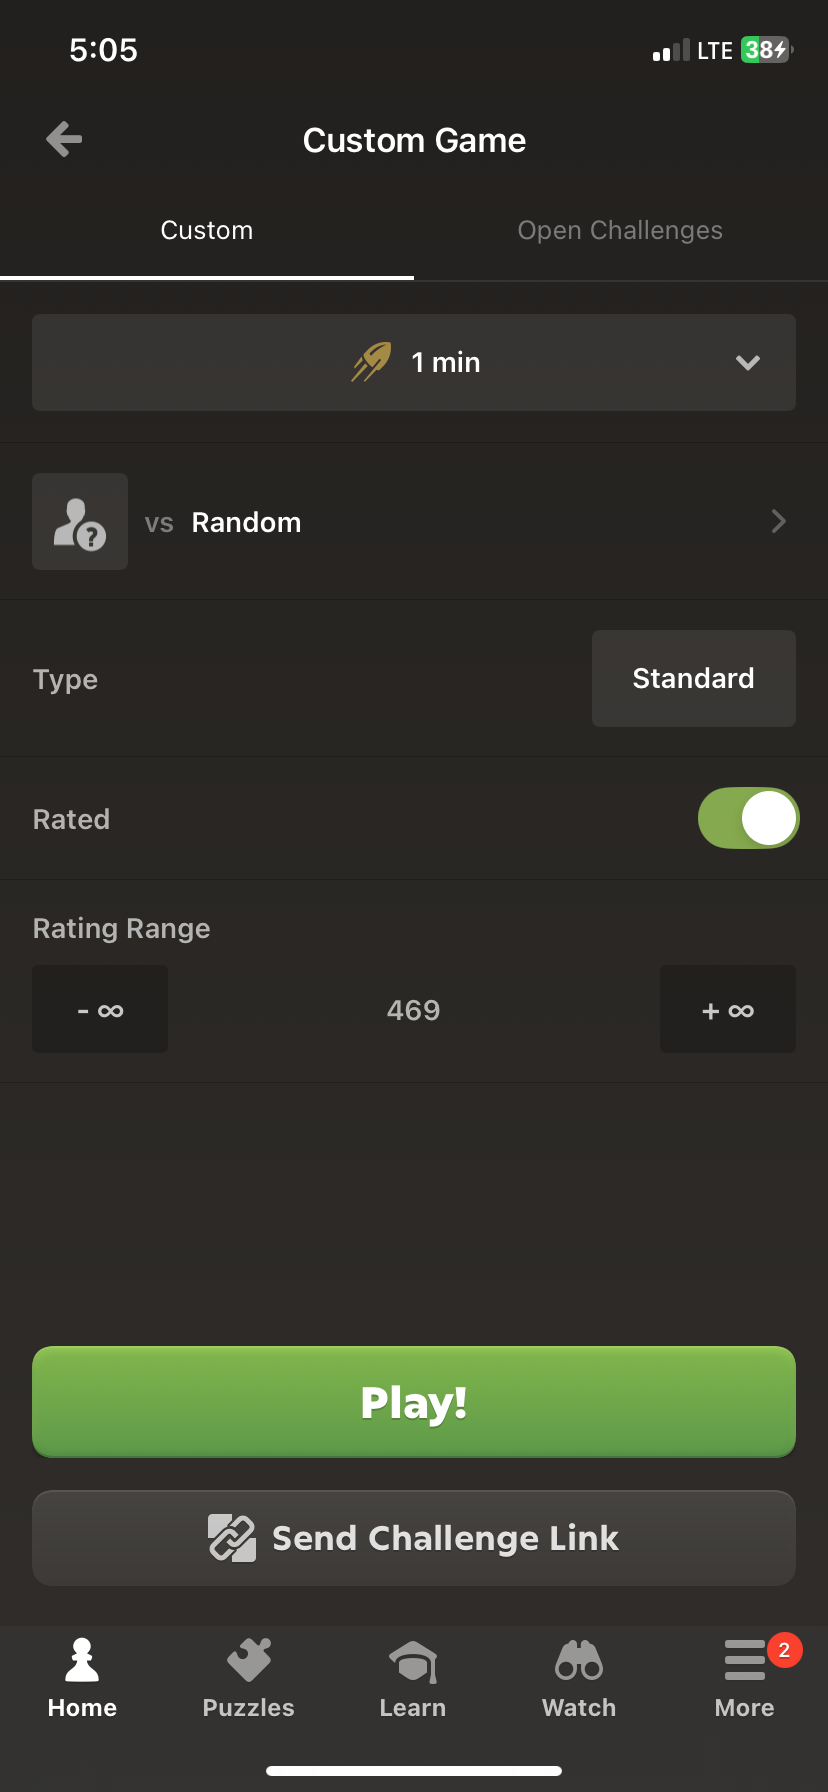 5:05
LTE 38
Custom Game
Custom
Open Challenges
1 min
vs Random
Type
Standard
Rated
Rating Range
- ∞
469
+ ∞
Play!
Send Challenge Link
2
Home
Puzzles
Learn
Watch
More